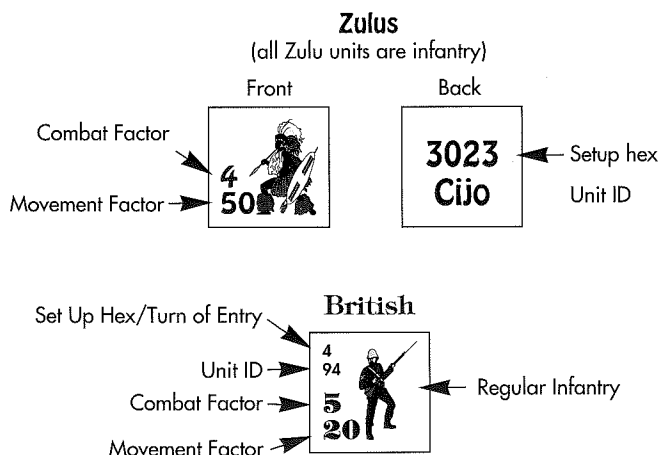 Zulus
(all Zulu units are infantry)
Front
Back
Combat Factor
4
Movement Factor
50
3023
Cijo
Setup hex
Unit ID
British
Set Up Hex/Turn of Entry
4
Unit ID
94
Combat Factor
5
Movement Factor
20
Regular Infantry